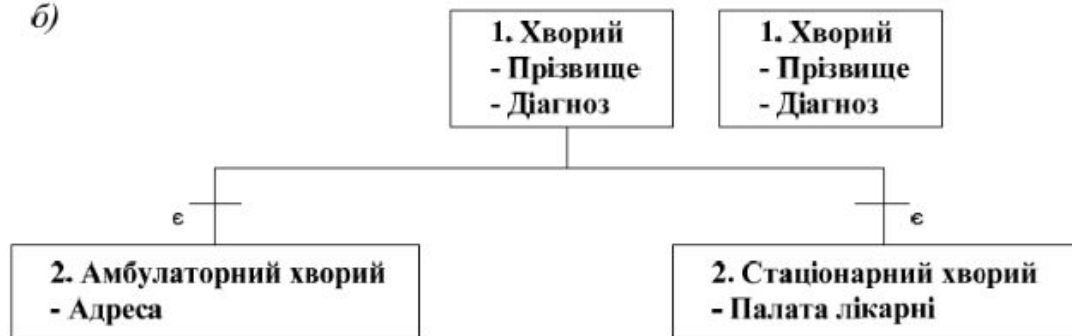 б)
1. Хворий
- Прізвище
- Діагноз
1. Хворий
- Прізвище
- Діагноз
є
є
2. Амбулаторний хворий
- Адреса
2. Стаціонарний хворий
- Палата лікарні